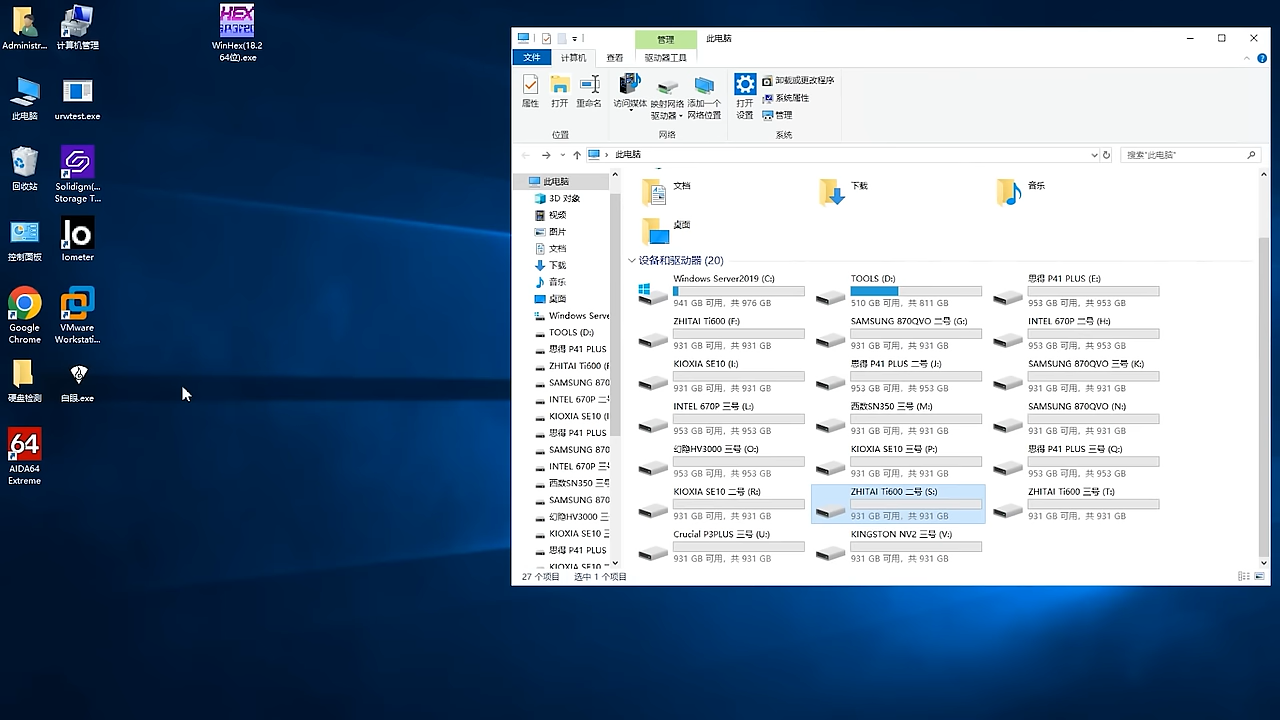 Administr...
计算机管理
HEX
WinHex(18.2
64位).exe
此电脑
urwtest.exe
回收站
Solidigm(...
Storage T...
控制面板
Io
Iometer
Google
Chrome
VMware
Workstati...
硬盘检测
白眼.exe
64
AIDA64
Extreme
管理
此电脑
文件
计算机
查看
驱动器工具
属性
打开
重命名
访问媒体
映射网络
驱动器
添加一个
网络位置
打开
设置
卸载或更改程序
系统属性
管理
位置
网络
系统
此电脑
搜索"此电脑"
此电脑
3D 对象
视频
图片
文档
下载
音乐
桌面
Windows Serve
TOOLS (D:)
思得 P41 PLUS
ZHITAI Ti600 (F
SAMSUNG 870
INTEL 670P 二号
KIOXIA SE10 (I
思得 P41 PLUS
SAMSUNG 870
INTEL 670P 三号
西数SN350 三号
SAMSUNG 870
幻隐HV3000 三
KIOXIA SE10 三
思得 P41 PLUS
KIOXIA SE10 二
文档
下载
音乐
桌面
设备和驱动器 (20)
Windows Server2019 (C:)
941 GB 可用，共 976 GB
TOOLS (D:)
510 GB 可用，共 811 GB
思得 P41 PLUS (E:)
953 GB 可用，共 953 GB
ZHITAI Ti600 (F:)
931 GB 可用，共 931 GB
SAMSUNG 870QVO 二号 (G:)
931 GB 可用，共 931 GB
INTEL 670P 二号 (H:)
953 GB 可用，共 953 GB
KIOXIA SE10 (I:)
931 GB 可用，共 931 GB
思得 P41 PLUS 二号 (J:)
953 GB 可用，共 953 GB
SAMSUNG 870QVO 三号 (K:)
931 GB 可用，共 931 GB
INTEL 670P 三号 (L:)
953 GB 可用，共 953 GB
西数SN350 三号 (M:)
931 GB 可用，共 931 GB
SAMSUNG 870QVO (N:)
931 GB 可用，共 931 GB
幻隐HV3000 三号 (O:)
953 GB 可用，共 953 GB
KIOXIA SE10 三号 (P:)
931 GB 可用，共 931 GB
思得 P41 PLUS 三号 (Q:)
953 GB 可用，共 953 GB
KIOXIA SE10 二号 (R:)
931 GB 可用，共 931 GB
ZHITAI Ti600 二号 (S:)
931 GB 可用，共 931 GB
ZHITAI Ti600 三号 (T:)
931 GB 可用，共 931 GB
Crucial P3PLUS 三号 (U:)
931 GB 可用，共 931 GB
KINGSTON NV2 三号 (V:)
931 GB 可用，共 931 GB
27 个项目
选中 1 个项目